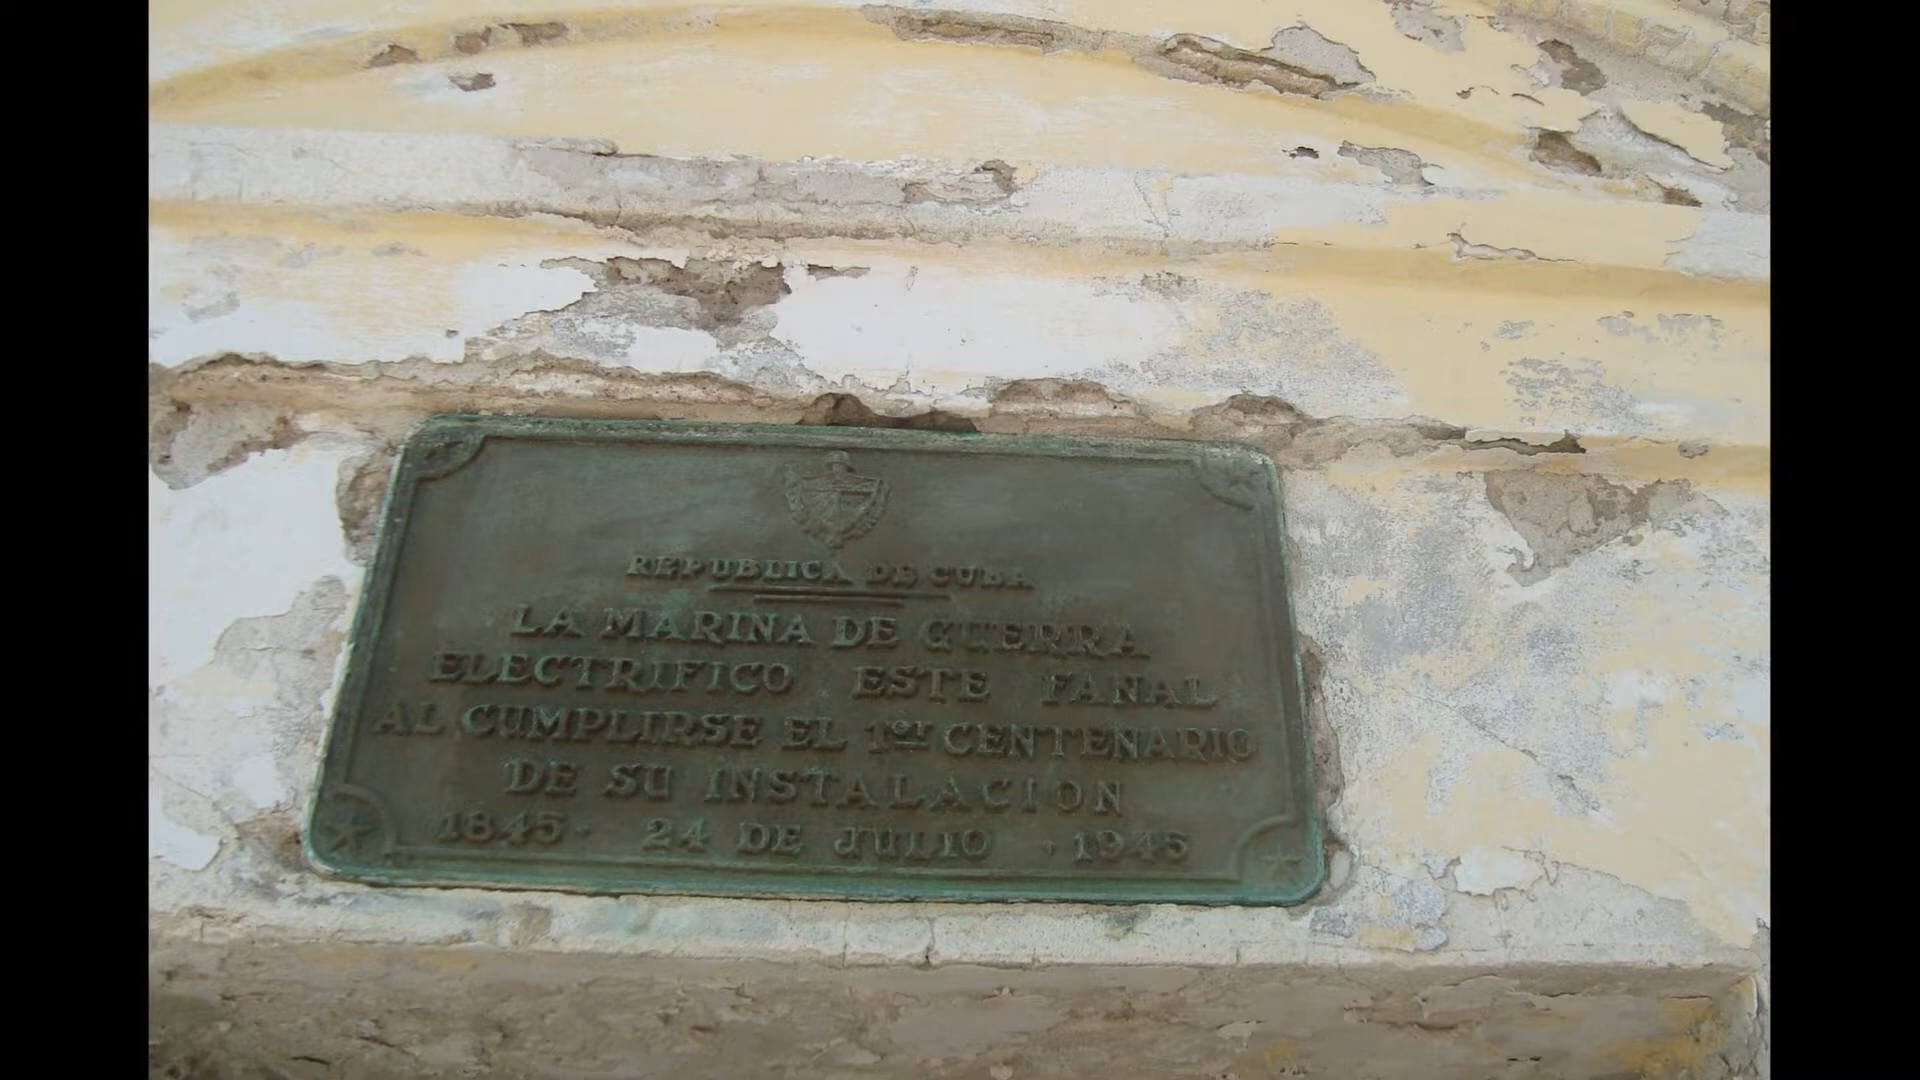 REPUBLICA DE CUBA
LA MARINA DE GUERRA
ELECTRIFICO ESTE FANAL
AL CUMPLIRSE EL 1er CENTENARIO
DE SU INSTALACION
1845 · 24 DE JULIO · 1945